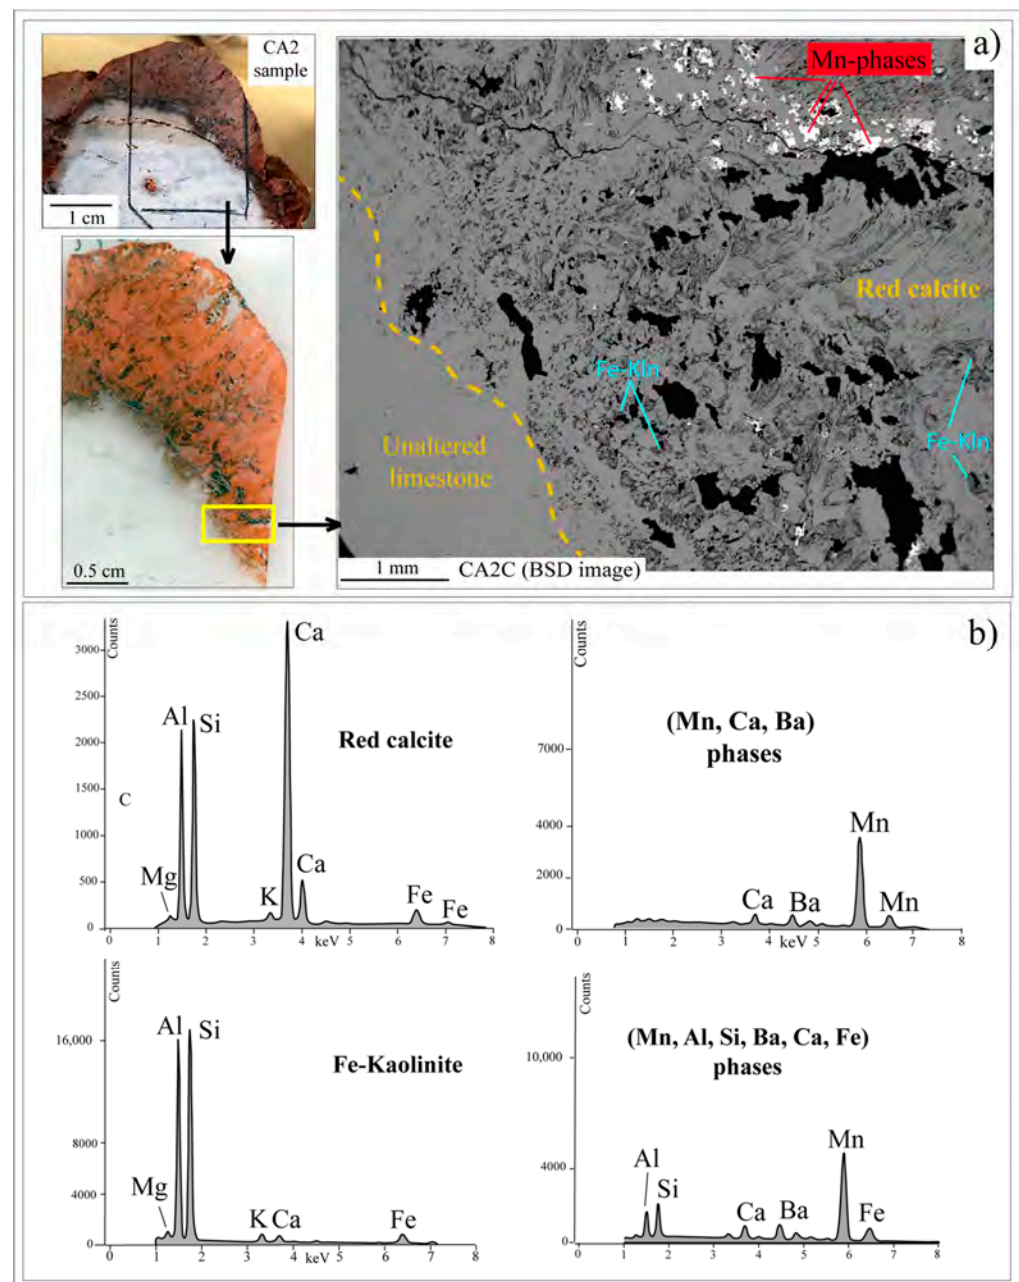 CA2
sample
1 cm
0.5 cm
a)
Mn-phases
Red calcite
Fe-Kln
Fe-Kln
Unaltered
limestone
1 mm
CA2C (BSD image)
b)
Counts
3000
2500
2000
1500
1000
500
0
C
Mg
Al
Si
K
Ca
Ca
Fe
Fe
Red calcite
0 1 2 3 4 keV 5 6 7 8
Counts
7000
4000
2000
0
(Mn, Ca, Ba)
phases
Ca
Ba
Mn
Mn
0 1 2 3 4 keV 5 6 7 8
Counts
16,000
8000
4000
0
Mg
Al
Si
K
Ca
Fe
Fe-Kaolinite
0 1 2 3 4 5 6 7 8
Counts
10,000
4000
0
(Mn, Al, Si, Ba, Ca, Fe)
phases
Al
Si
Ca
Ba
Mn
Fe
0 1 2 3 4 5 6 7 8